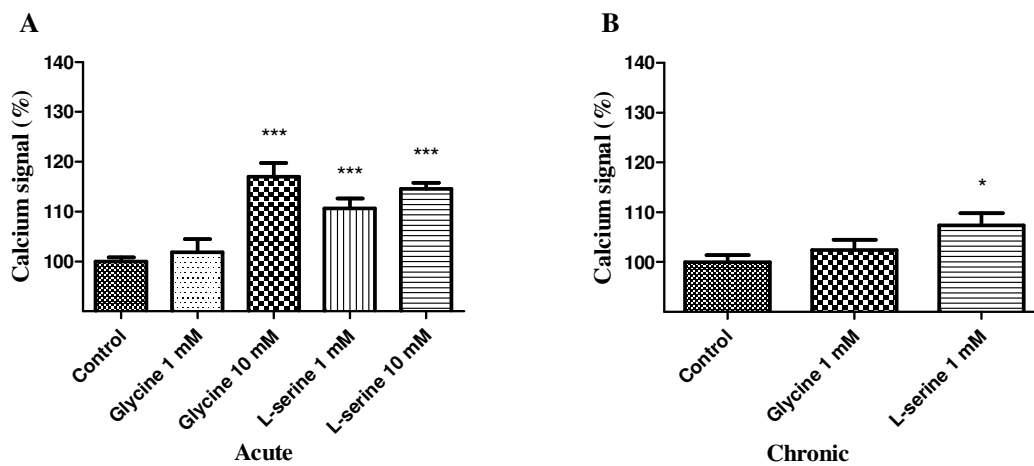 A
Calcium signal (%)
140
130
120
110
100
***
***
***
Control
Glycine 1 mM
Glycine 10 mM
L-serine 1 mM
L-serine 10 mM
Acute
B
Calcium signal (%)
140
130
120
110
100
*
Control
Glycine 1 mM
L-serine 1 mM
Chronic